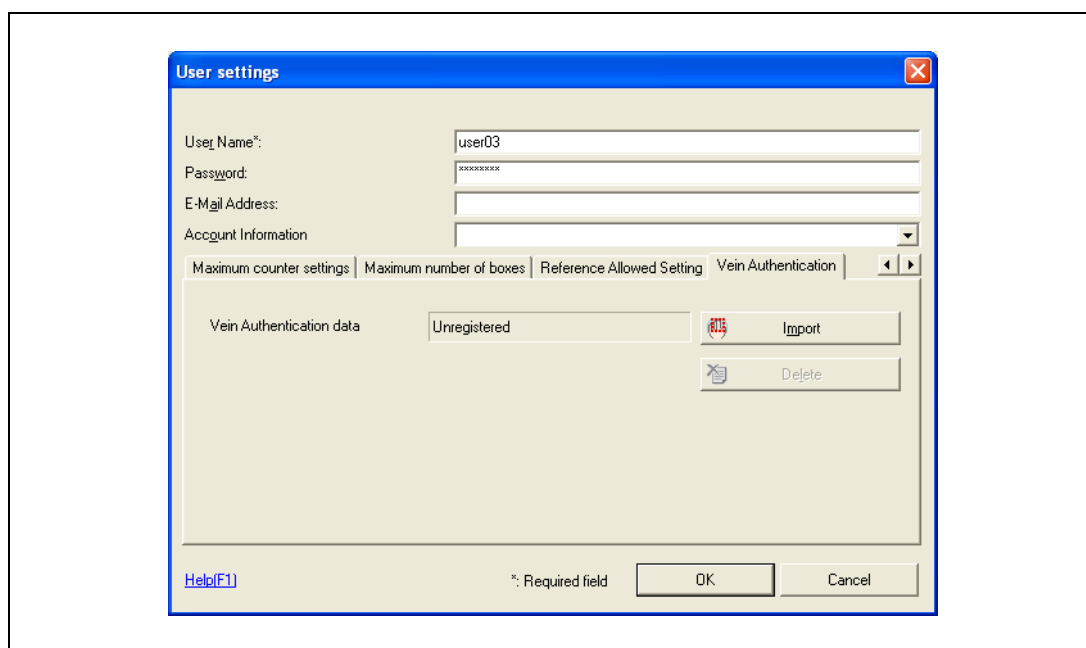 User settings
User Name*:
user03
Password:
********
E-Mail Address:
Account Information
Maximum counter settings Maximum number of boxes Reference Allowed Setting Vein Authentication
Vein Authentication data Unregistered Import
Delete
Help(F1) *: Required field OK Cancel